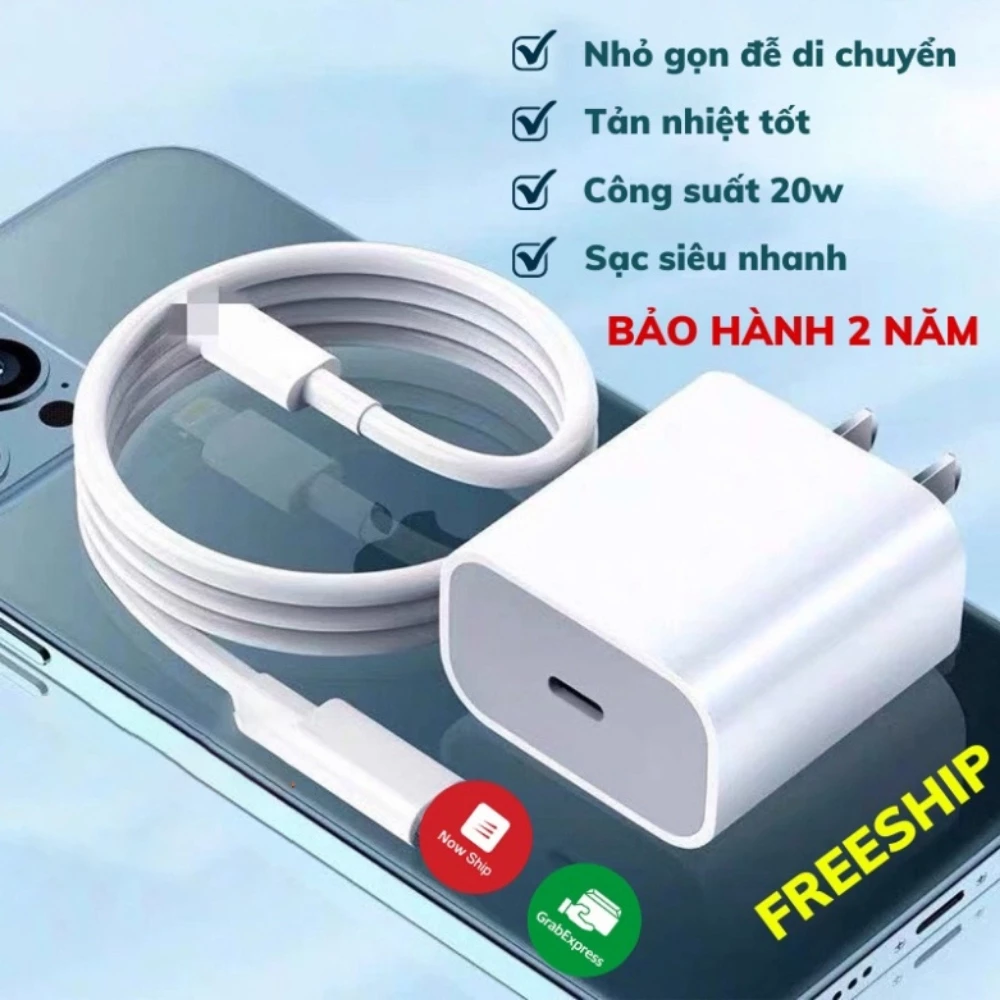 Nhỏ gọn đễ di chuyển
Tản nhiệt tốt
Công suất 20w
Sạc siêu nhanh
BẢO HÀNH 2 NĂM
FREESHIP
Now Ship
GrabExpress